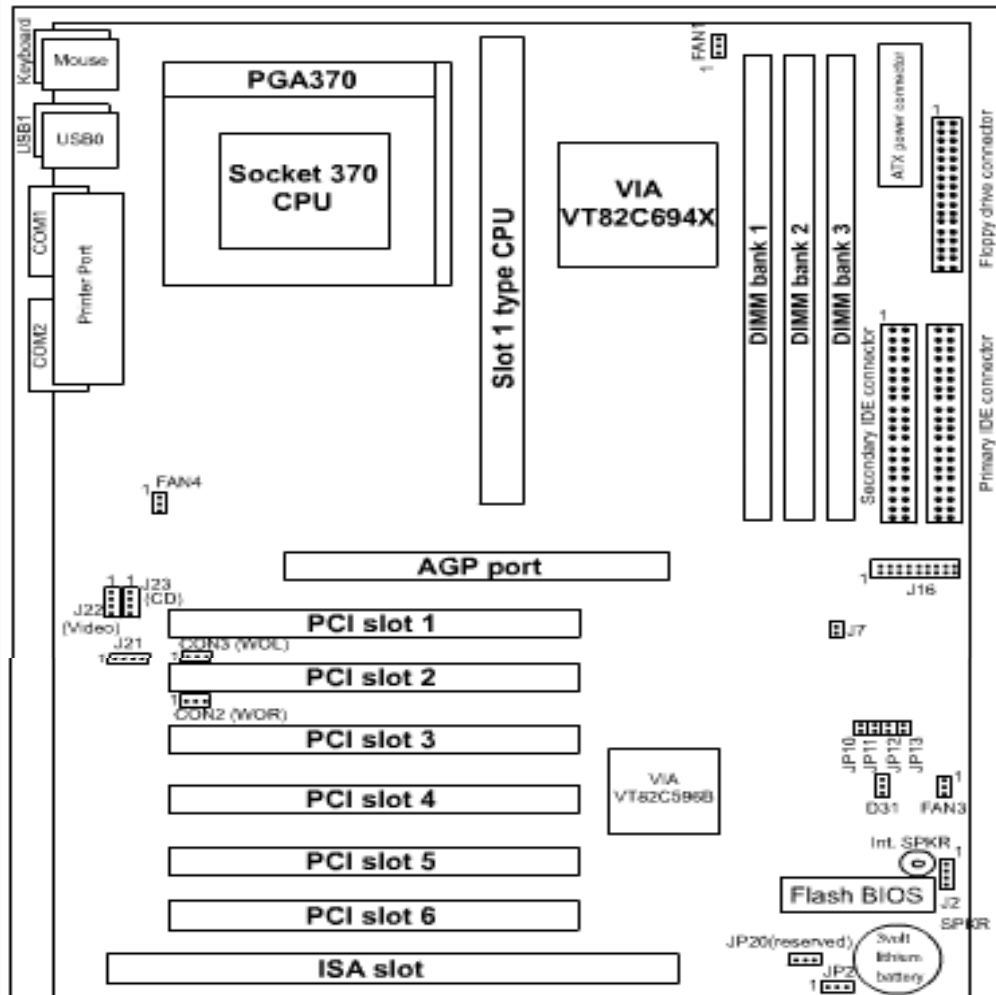 Keyboard
Mouse
USB1
USB0
COM1
COM2
Printer Port
PGA370
Socket 370
CPU
Slot 1 type CPU
FAN1
1
VIA
VT82C694X
DIMM bank 1
DIMM bank 2
DIMM bank 3
ATX power connector
1
Floppy drive connector
1
Secondary IDE connector
Primary IDE connector
FAN4
1
AGP port
1
J16
1 1
J23
(CD)
J22
(Video)
J21
1
PCI slot 1
CON3 (WOL)
1
J7
PCI slot 2
1
CON2 (WOR)
PCI slot 3
JP10
JP11
JP12
JP13
VIA
VT82C596B
PCI slot 4
D31
1
FAN3
PCI slot 5
Int. SPKR
1
Flash BIOS
J2
SPKR
PCI slot 6
JP20(reserved)
3volt
lithium
battery
JP2
1
ISA slot